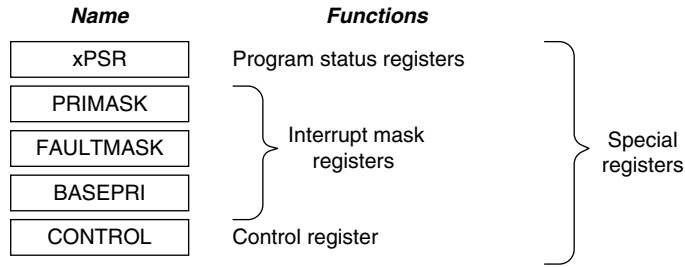 Name Functions
xPSR Program status registers
PRIMASK
FAULTMASK
BASEPRI
Interrupt mask
registers
CONTROL Control register
Special
registers